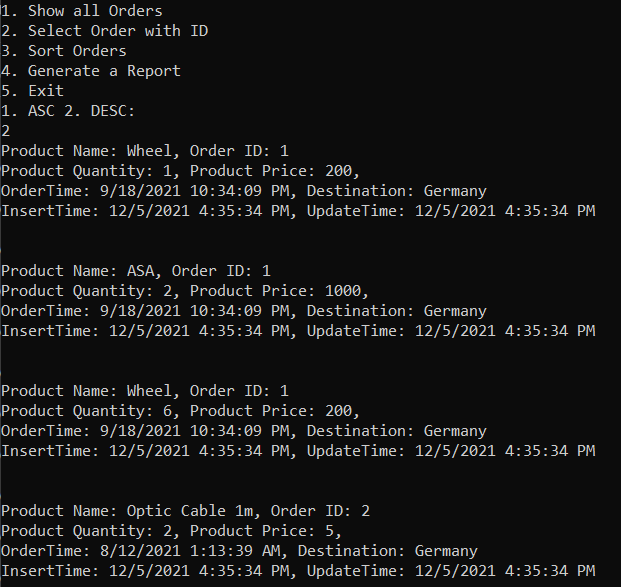 1. Show all Orders
2. Select Order with ID
3. Sort Orders
4. Generate a Report
5. Exit
1. ASC 2. DESC:
2
Product Name: Wheel, Order ID: 1
Product Quantity: 1, Product Price: 200,
OrderTime: 9/18/2021 10:34:09 PM, Destination: Germany
InsertTime: 12/5/2021 4:35:34 PM, UpdateTime: 12/5/2021 4:35:34 PM
Product Name: ASA, Order ID: 1
Product Quantity: 2, Product Price: 1000,
OrderTime: 9/18/2021 10:34:09 PM, Destination: Germany
InsertTime: 12/5/2021 4:35:34 PM, UpdateTime: 12/5/2021 4:35:34 PM
Product Name: Wheel, Order ID: 1
Product Quantity: 6, Product Price: 200,
OrderTime: 9/18/2021 10:34:09 PM, Destination: Germany
InsertTime: 12/5/2021 4:35:34 PM, UpdateTime: 12/5/2021 4:35:34 PM
Product Name: Optic Cable 1m, Order ID: 2
Product Quantity: 2, Product Price: 5,
OrderTime: 8/12/2021 1:13:39 AM, Destination: Germany
InsertTime: 12/5/2021 4:35:34 PM, UpdateTime: 12/5/2021 4:35:34 PM